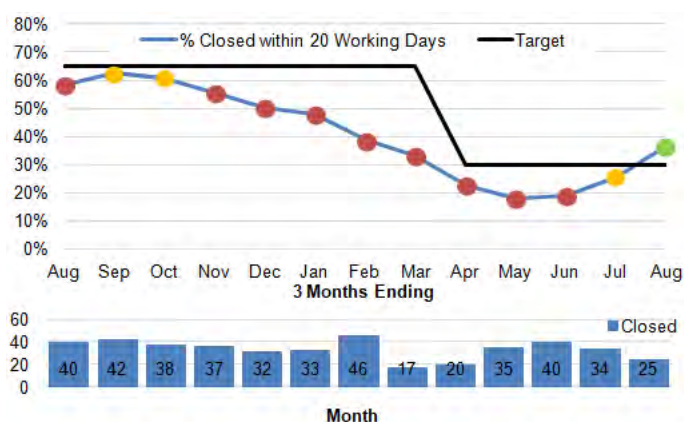 80%
% Closed within 20 Working Days
Target
70%
60%
50%
40%
30%
20%
10%
0%
Aug Sep Oct Nov Dec Jan Feb Mar Apr May Jun Jul Aug
3 Months Ending
60
Closed
40
20
0
40 42 38 37 32 33 46 17 20 35 40 34 25
Month